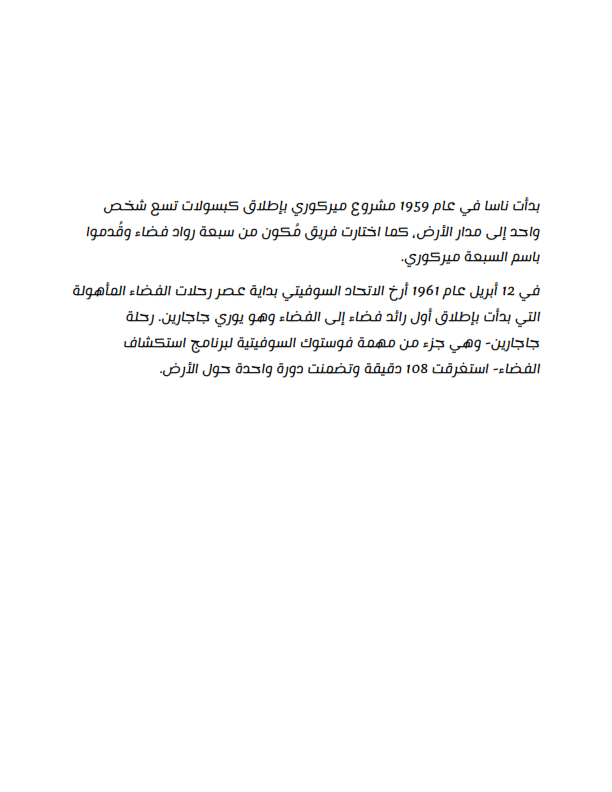 بدأت ناسا في عام 1959 مشروع ميركوري بإطلاق كبسولات تسع شخص
واحد إلى مدار الأرض، كما اختارت فريق مُكون من سبعة رواد فضاء وقُدموا
باسم السبعة ميركوري.
في 12 أبريل عام 1961 أرخ الاتحاد السوفيتي بداية عصر رحلات الفضاء المأهولة
التي بدأت بإطلاق أول رائد فضاء إلى الفضاء وهو يوري جاجارين. رحلة
جاجارين- وهي جزء من مهمة فوستوك السوفيتية لبرنامج استكشاف
الفضاء- استغرقت 108 دقيقة وتضمنت دورة واحدة حول الأرض.